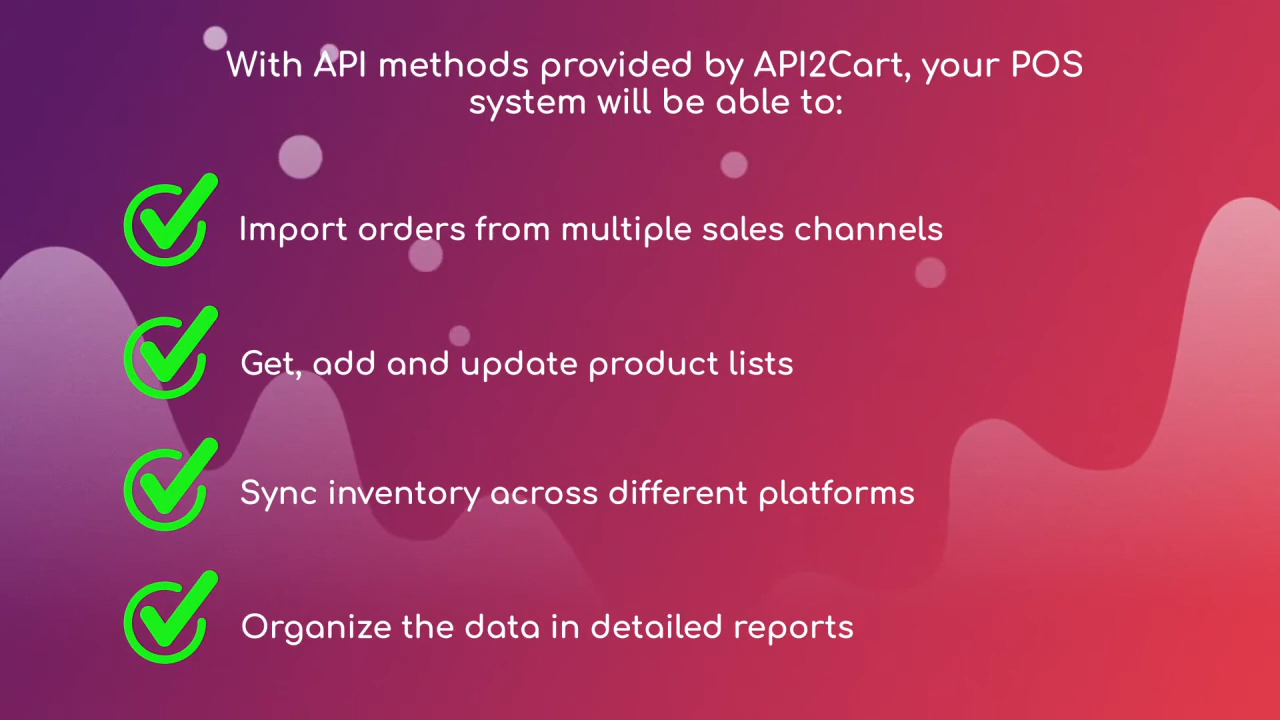 With API methods provided by API2Cart, your POS
system will be able to:
Import orders from multiple sales channels
Get, add and update product lists
Sync inventory across different platforms
Organize the data in detailed reports